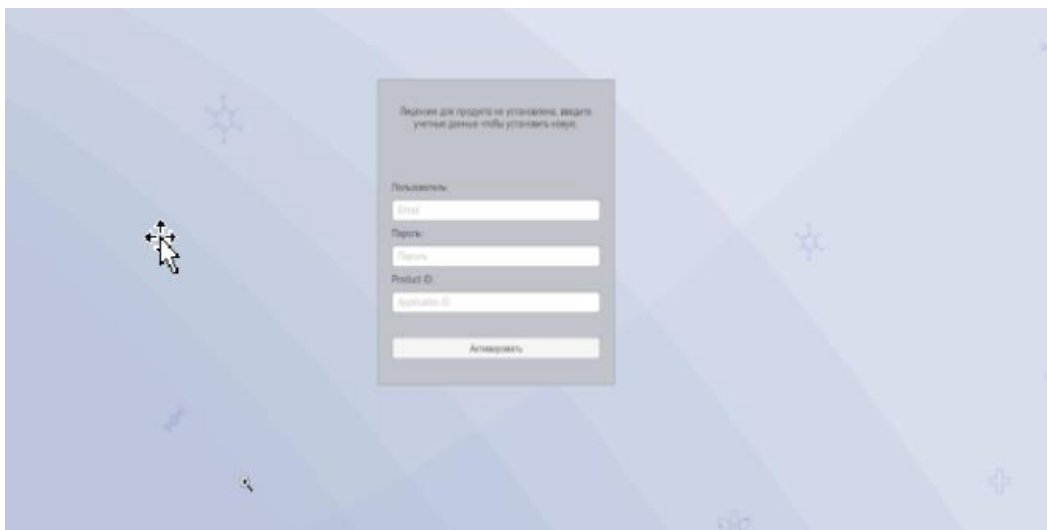 Лицензия для продукта не установлена, введите
учетные данные чтобы установить новую.
Пользователь:
Email
Пароль:
Пароль
Product ID:
Application ID
Активировать